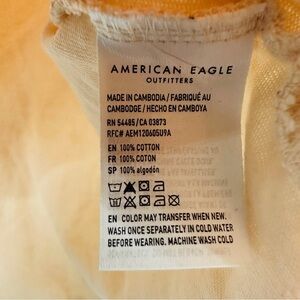 AMERICAN EAGLE
OUTFITTERS
MADE IN CAMBODIA / FABRIQUÉ AU
CAMBODGE / HECHO EN CAMBOYA
RN 54485/CA 03873
RFC# AEM120605U9A
EN 100% COTTON
FR 100% COTON
SP 100% algodón
EN COLOR MAY TRANSFER WHEN NEW.
WASH ONCE SEPARATELY IN COLD WATER
BEFORE WEARING. MACHINE WASH COLD